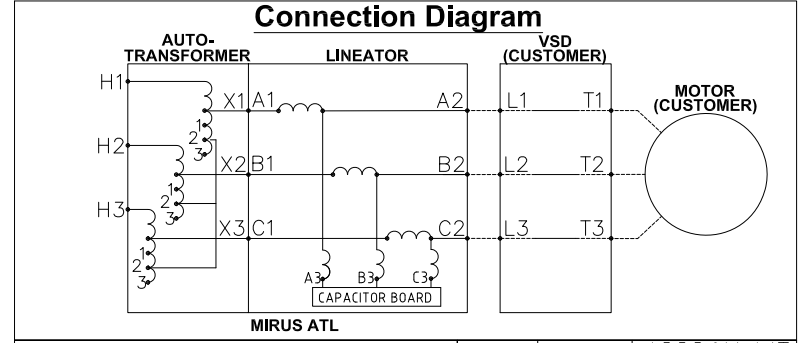 Connection Diagram
AUTO-
TRANSFORMER
LINEATOR
VSD
(CUSTOMER)
MOTOR
(CUSTOMER)
H1
X1 A1
A2
L1
T1
1
2
3
H2
X2 B1
B2
L2
T2
1
2
3
H3
X3 C1
C2
L3
T3
1
2
3
A3
B3
C3
CAPACITOR BOARD
MIRUS ATL